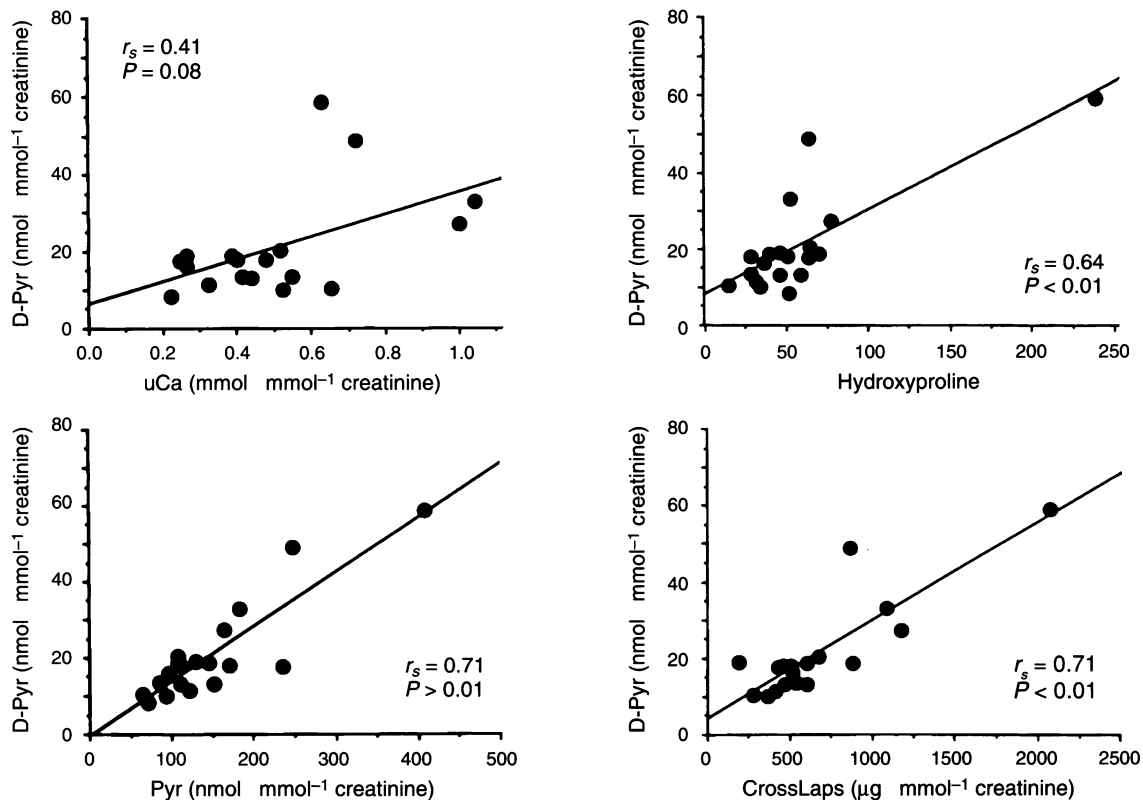 80
60
40
20
0
D-Pyr (nmol mmol⁻¹ creatinine)
rₛ = 0.41
P = 0.08
0.0 0.2 0.4 0.6 0.8 1.0
uCa (mmol mmol⁻¹ creatinine)
80
60
40
20
0
D-Pyr (nmol mmol⁻¹ creatinine)
rₛ = 0.64
P < 0.01
0 50 100 150 200 250
Hydroxyproline
80
60
40
20
0
D-Pyr (nmol mmol⁻¹ creatinine)
rₛ = 0.71
P > 0.01
0 100 200 300 400 500
Pyr (nmol mmol⁻¹ creatinine)
80
60
40
20
0
D-Pyr (nmol mmol⁻¹ creatinine)
rₛ = 0.71
P < 0.01
0 500 1000 1500 2000 2500
CrossLaps (µg mmol⁻¹ creatinine)